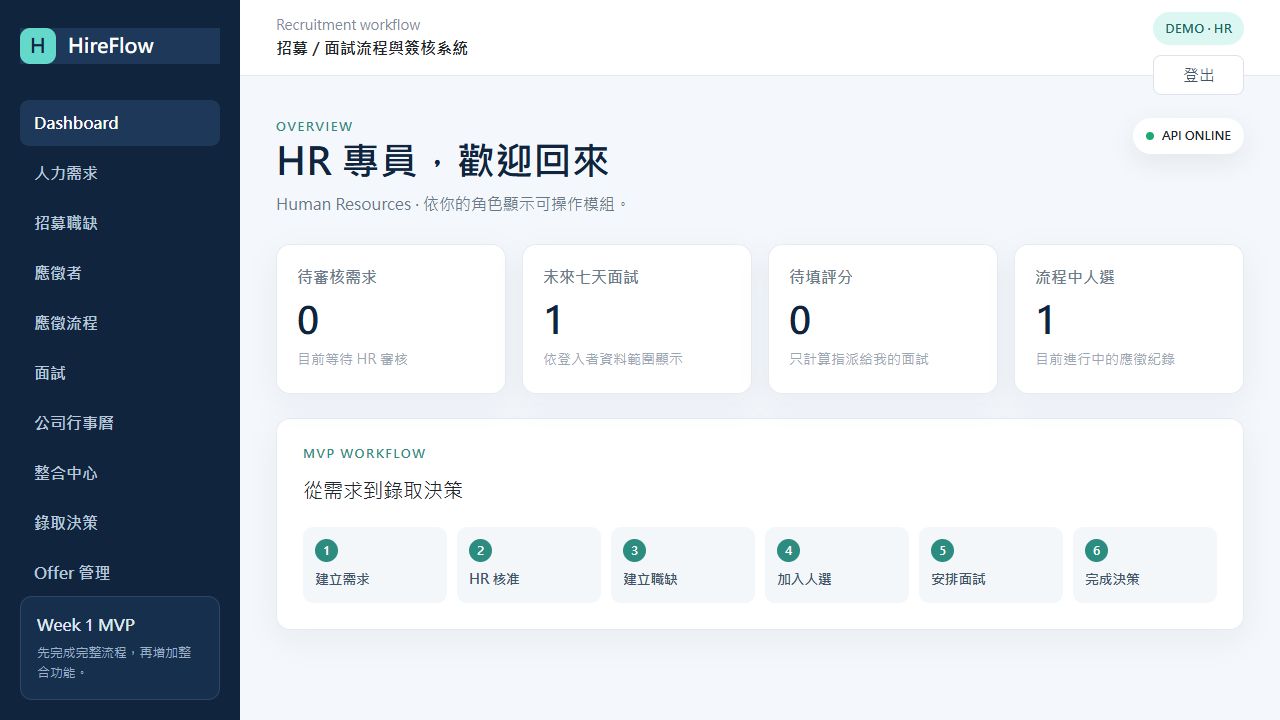 H HireFlow
Dashboard
人力需求
招募職缺
應徵者
應徵流程
面試
公司行事曆
整合中心
錄取決策
Offer 管理
Week 1 MVP
先完成完整流程，再增加整
合功能。
Recruitment workflow
招募 / 面試流程與簽核系統
DEMO · HR
登出
OVERVIEW
HR 專員，歡迎回來
Human Resources · 依你的角色顯示可操作模組。
API ONLINE
待審核需求
0
目前等待 HR 審核
未來七天面試
1
依登入者資料範圍顯示
待填評分
0
只計算指派給我的面試
流程中人選
1
目前進行中的應徵紀錄
MVP WORKFLOW
從需求到錄取決策
1
建立需求
2
HR 核准
3
建立職缺
4
加入人選
5
安排面試
6
完成決策